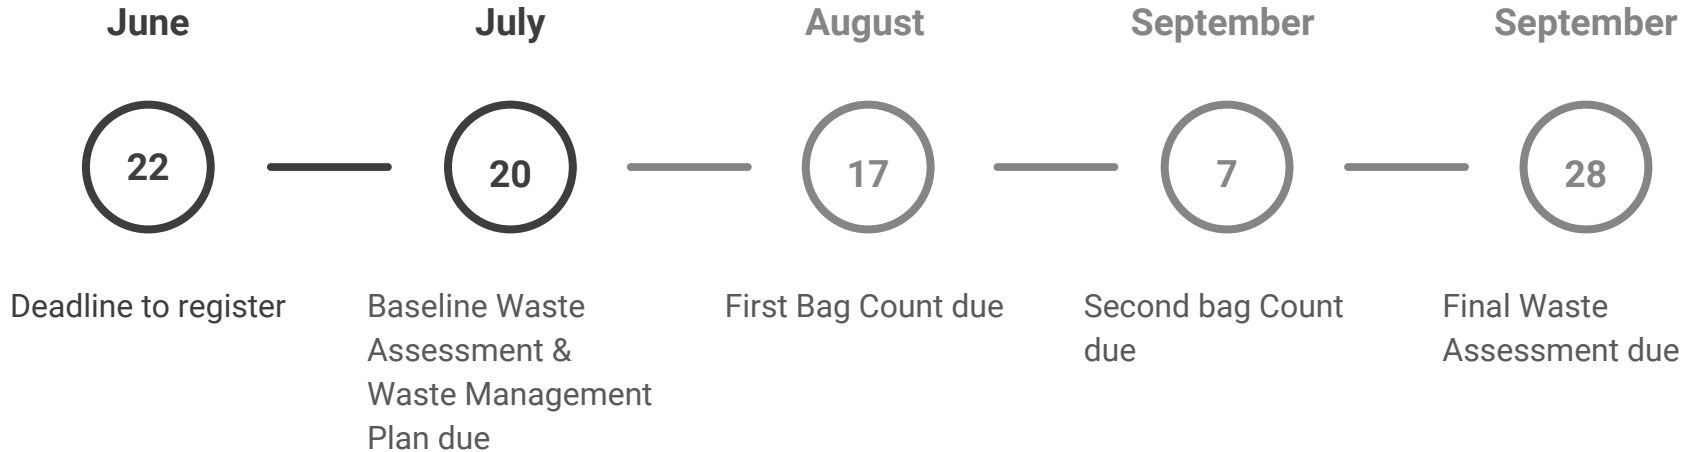 June
22
Deadline to register
July
20
Baseline Waste
Assessment &
Waste Management
Plan due
August
17
First Bag Count due
September
7
Second bag Count
due
September
28
Final Waste
Assessment due